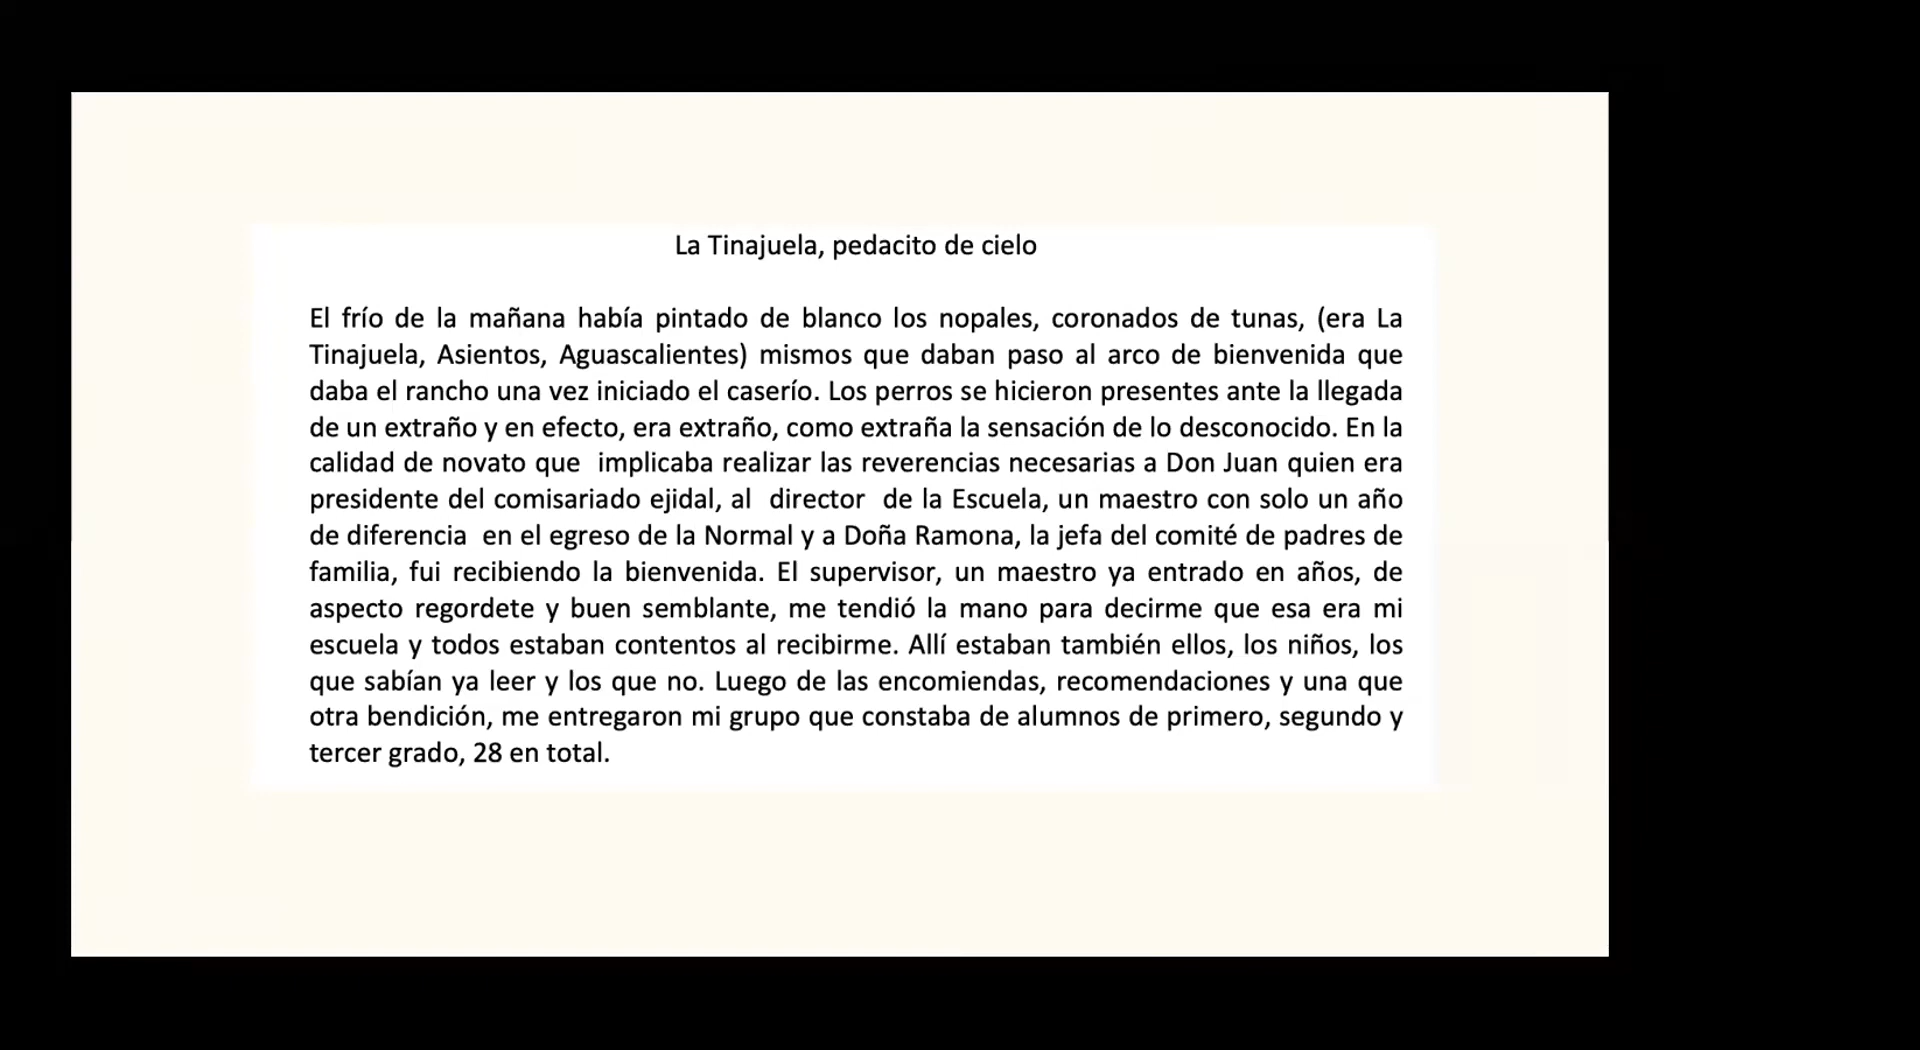 La Tinajuela, pedacito de cielo
El frío de la mañana había pintado de blanco los nopales, coronados de tunas, (era La
Tinajuela, Asientos, Aguascalientes) mismos que daban paso al arco de bienvenida que
daba el rancho una vez iniciado el caserío. Los perros se hicieron presentes ante la llegada
de un extraño y en efecto, era extraño, como extraña la sensación de lo desconocido. En la
calidad de novato que  implicaba realizar las reverencias necesarias a Don Juan quien era
presidente del comisariado ejidal, al  director  de la Escuela, un maestro con solo un año
de diferencia  en el egreso de la Normal y a Doña Ramona, la jefa del comité de padres de
familia, fui recibiendo la bienvenida. El supervisor, un maestro ya entrado en años, de
aspecto regordete y buen semblante, me tendió la mano para decirme que esa era mi
escuela y todos estaban contentos al recibirme. Allí estaban también ellos, los niños, los
que sabían ya leer y los que no. Luego de las encomiendas, recomendaciones y una que
otra bendición, me entregaron mi grupo que constaba de alumnos de primero, segundo y
tercer grado, 28 en total.